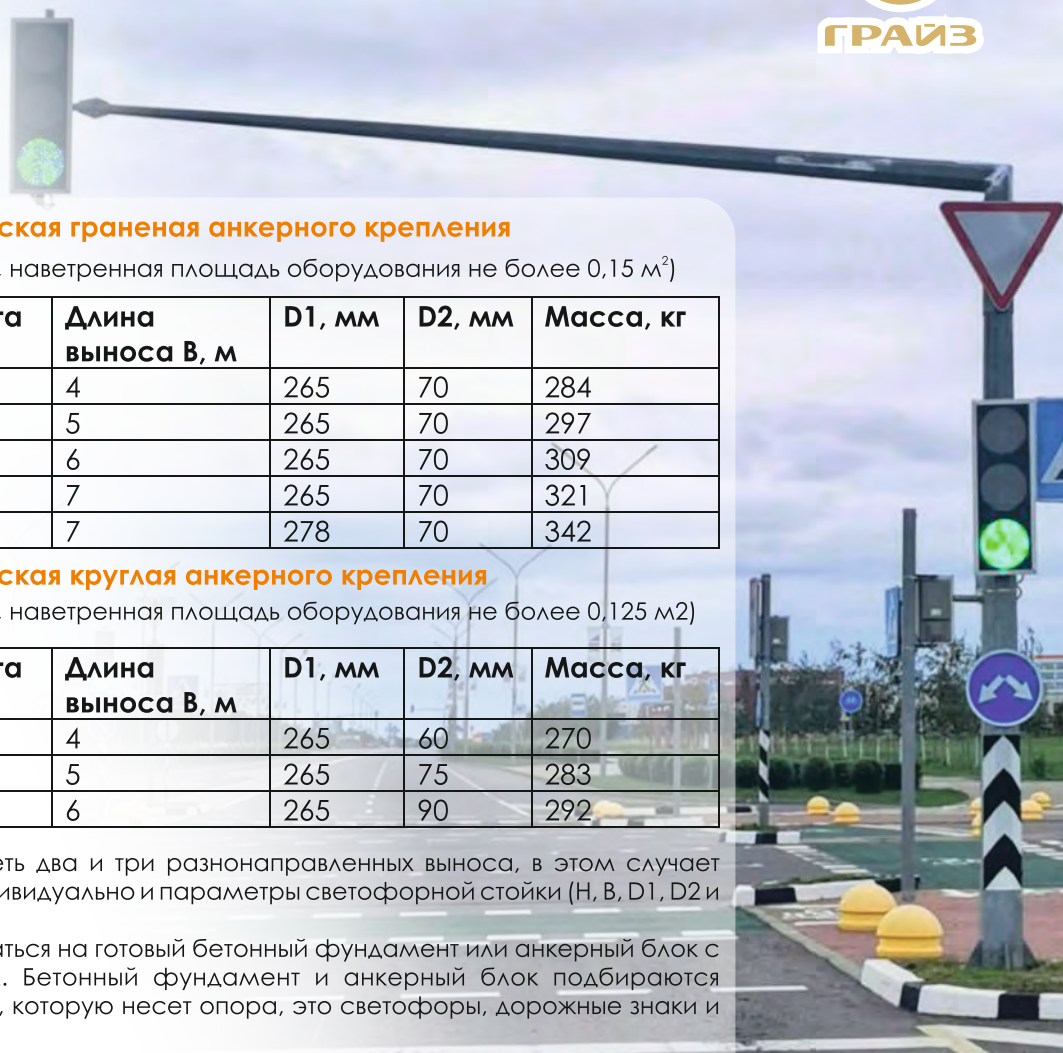 ГРАЙЗ
ская граненая анкерного крепления
, наветренная площадь оборудования не более 0,15 м²)
та Длина выноса В, м D1, мм D2, мм Масса, кг
4 265 70 284
5 265 70 297
6 265 70 309
7 265 70 321
7 278 70 342
ская круглая анкерного крепления
, наветренная площадь оборудования не более 0,125 м2)
та Длина выноса В, м D1, мм D2, мм Масса, кг
4 265 60 270
5 265 75 283
6 265 90 292
еть два и три разнонаправленных выноса, в этом случает
ивидуально и параметры светофорной стойки (Н, В, D1, D2 и
аться на готовый бетонный фундамент или анкерный блок с
. Бетонный фундамент и анкерный блок подбираются
, которую несет опора, это светофоры, дорожные знаки и